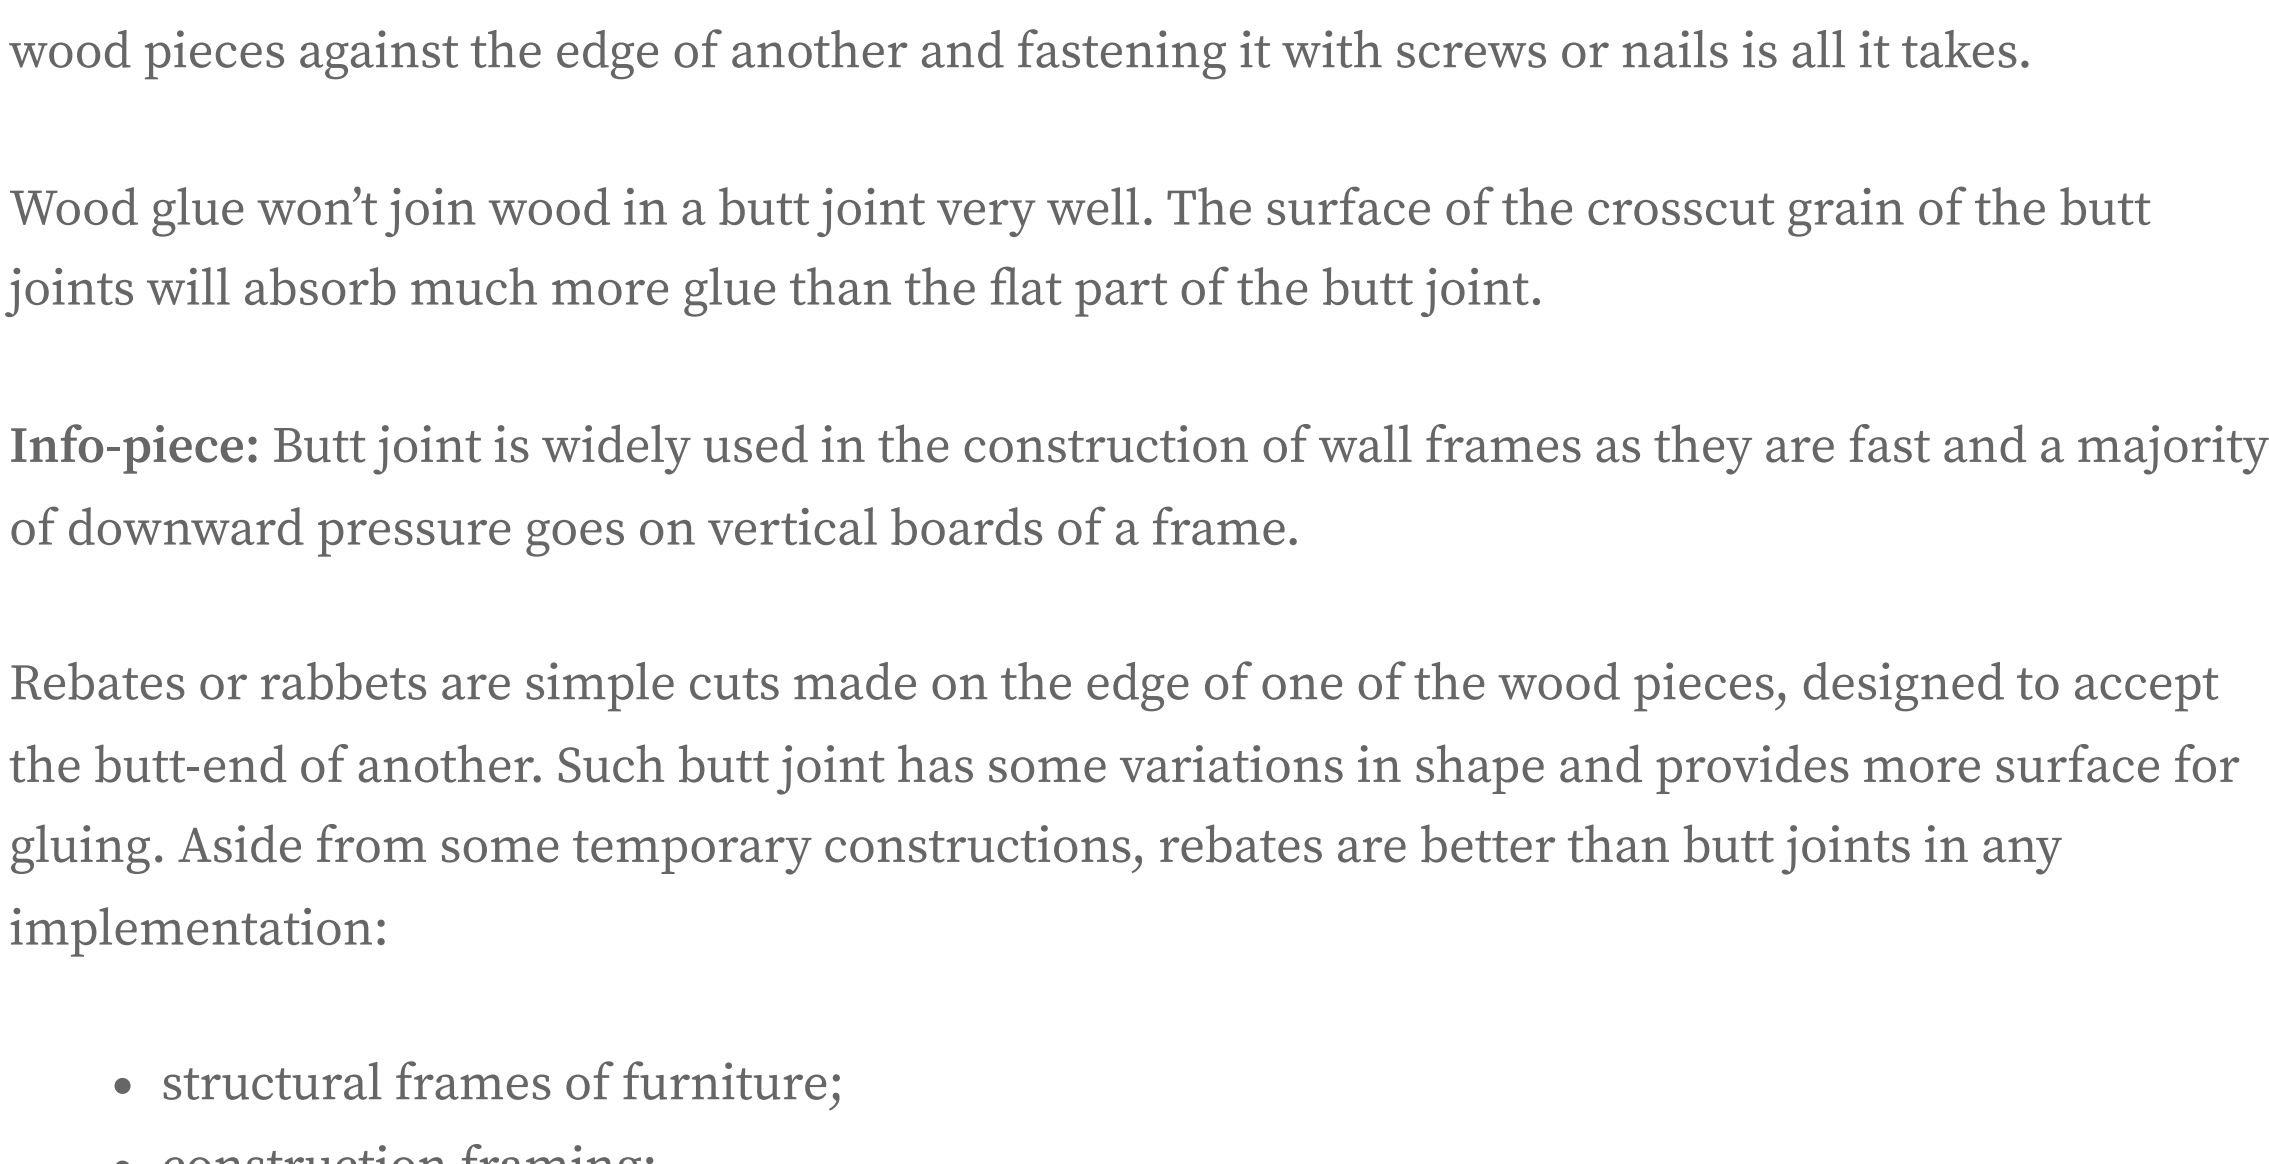 wood pieces against the edge of another and fastening it with screws or nails is all it takes.
Wood glue won’t join wood in a butt joint very well. The surface of the crosscut grain of the butt
joints will absorb much more glue than the flat part of the butt joint.
Info-piece: Butt joint is widely used in the construction of wall frames as they are fast and a majority
of downward pressure goes on vertical boards of a frame.
Rebates or rabbets are simple cuts made on the edge of one of the wood pieces, designed to accept
the butt-end of another. Such butt joint has some variations in shape and provides more surface for
gluing. Aside from some temporary constructions, rebates are better than butt joints in any
implementation:
• structural frames of furniture;
• construction framing;